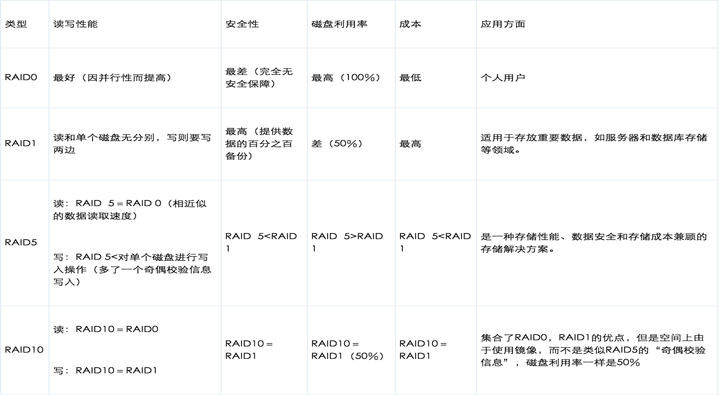 类型 读写性能 安全性 磁盘利用率 成本 应用方面
RAID0 最好（因并行性而提高） 最差（完全无
安全保障） 最高（100%） 最低 个人用户
RAID1 读和单个磁盘无分别，写则要写
两边 最高（提供数
据的百分之百
备份） 差（50%） 最高 适用于存放重要数据，如服务器和数据库存储
等领域。
RAID5 读：RAID 5＝RAID 0（相近似
的数据读取速度）
写：RAID 5<对单个磁盘进行写
入操作（多了一个奇偶校验信息
写入） RAID 5<RAID
1 RAID 5>RAID
1 RAID 5<RAID
1 是一种存储性能、数据安全和存储成本兼顾的
存储解决方案。
RAID10 读：RAID10＝RAID0
写：RAID10＝RAID1 RAID10＝
RAID1 RAID10＝
RAID1（50%） RAID10＝
RAID1 集合了RAID0，RAID1的优点，但是空间上由
于使用镜像，而不是类似RAID5的“奇偶校验
信息”，磁盘利用率一样是50%